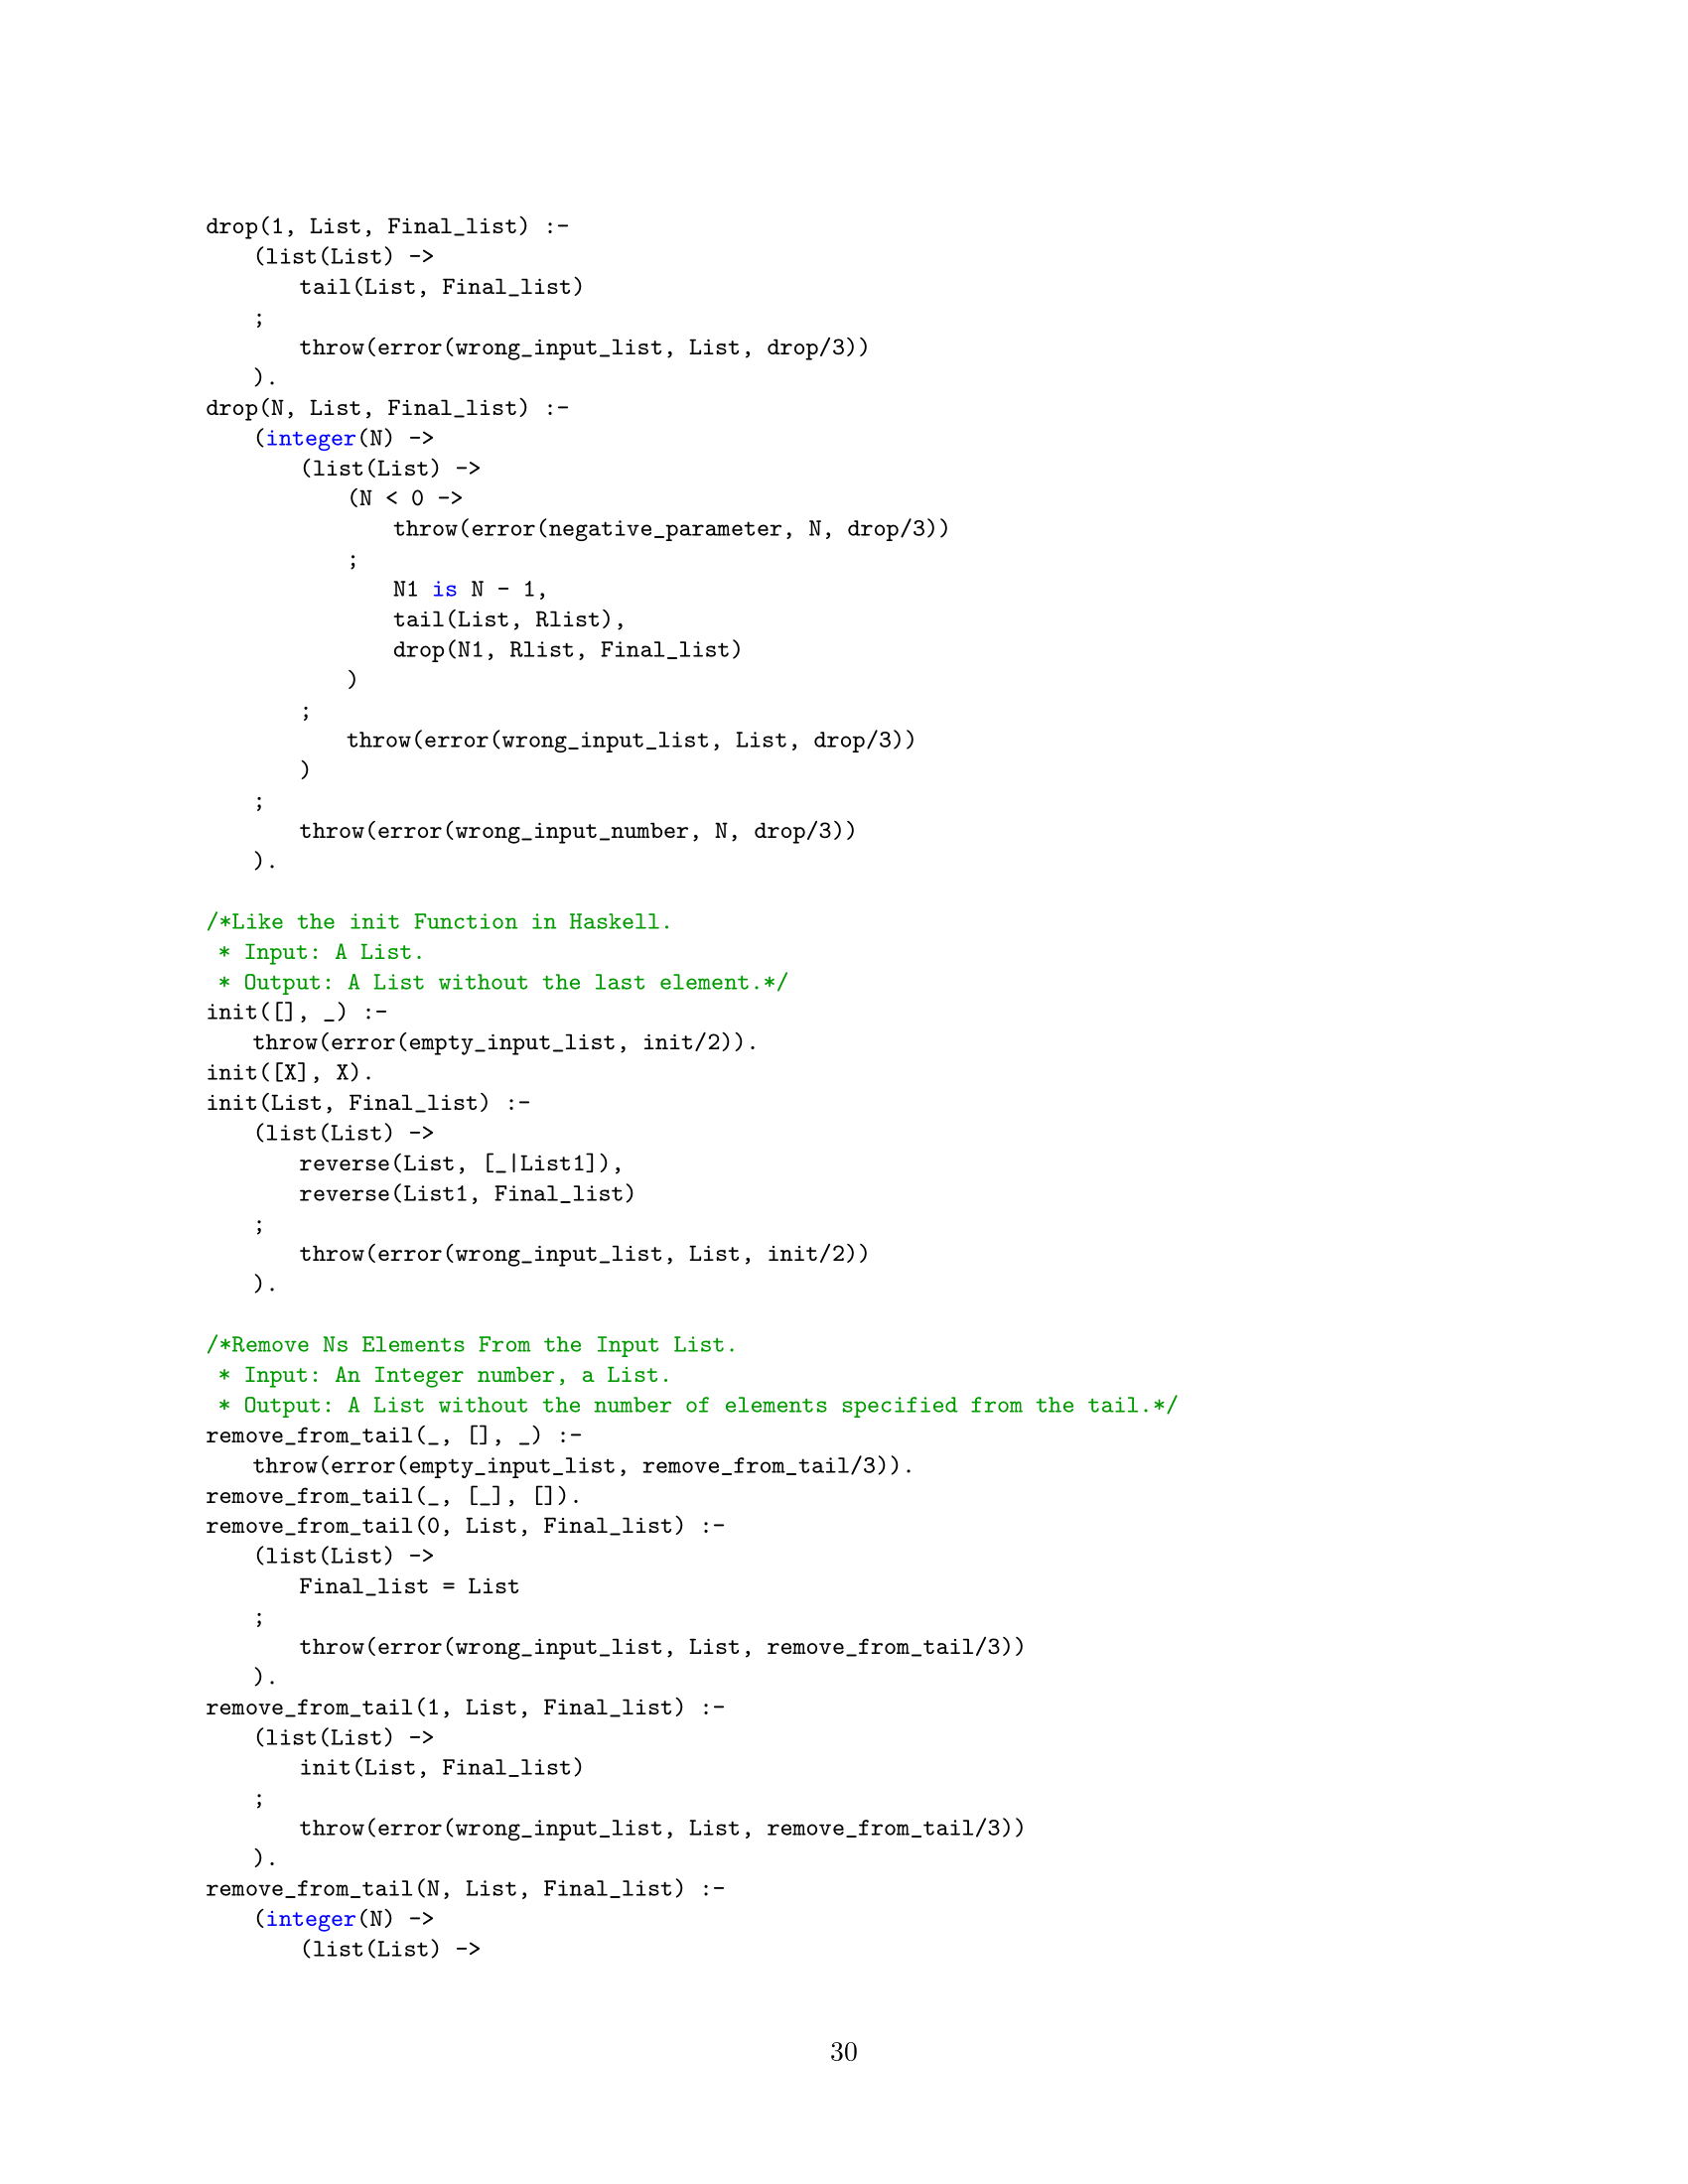 drop(1, List, Final_list) :-
    (list(List) ->
        tail(List, Final_list)
    ;
        throw(error(wrong_input_list, List, drop/3))
    ).
drop(N, List, Final_list) :-
    (integer(N) ->
        (list(List) ->
            (N < 0 ->
                throw(error(negative_parameter, N, drop/3))
            ;
                N1 is N - 1,
                tail(List, Rlist),
                drop(N1, Rlist, Final_list)
            )
        ;
            throw(error(wrong_input_list, List, drop/3))
        )
    ;
        throw(error(wrong_input_number, N, drop/3))
    ).

/*Like the init Function in Haskell.
 * Input: A List.
 * Output: A List without the last element.*/
init([], _) :-
    throw(error(empty_input_list, init/2)).
init([X], X).
init(List, Final_list) :-
    (list(List) ->
        reverse(List, [_|List1]),
        reverse(List1, Final_list)
    ;
        throw(error(wrong_input_list, List, init/2))
    ).

/*Remove Ns Elements From the Input List.
 * Input: An Integer number, a List.
 * Output: A List without the number of elements specified from the tail.*/
remove_from_tail(_, [], _) :-
    throw(error(empty_input_list, remove_from_tail/3)).
remove_from_tail(_, [_], []).
remove_from_tail(0, List, Final_list) :-
    (list(List) ->
        Final_list = List
    ;
        throw(error(wrong_input_list, List, remove_from_tail/3))
    ).
remove_from_tail(1, List, Final_list) :-
    (list(List) ->
        init(List, Final_list)
    ;
        throw(error(wrong_input_list, List, remove_from_tail/3))
    ).
remove_from_tail(N, List, Final_list) :-
    (integer(N) ->
        (list(List) ->
30